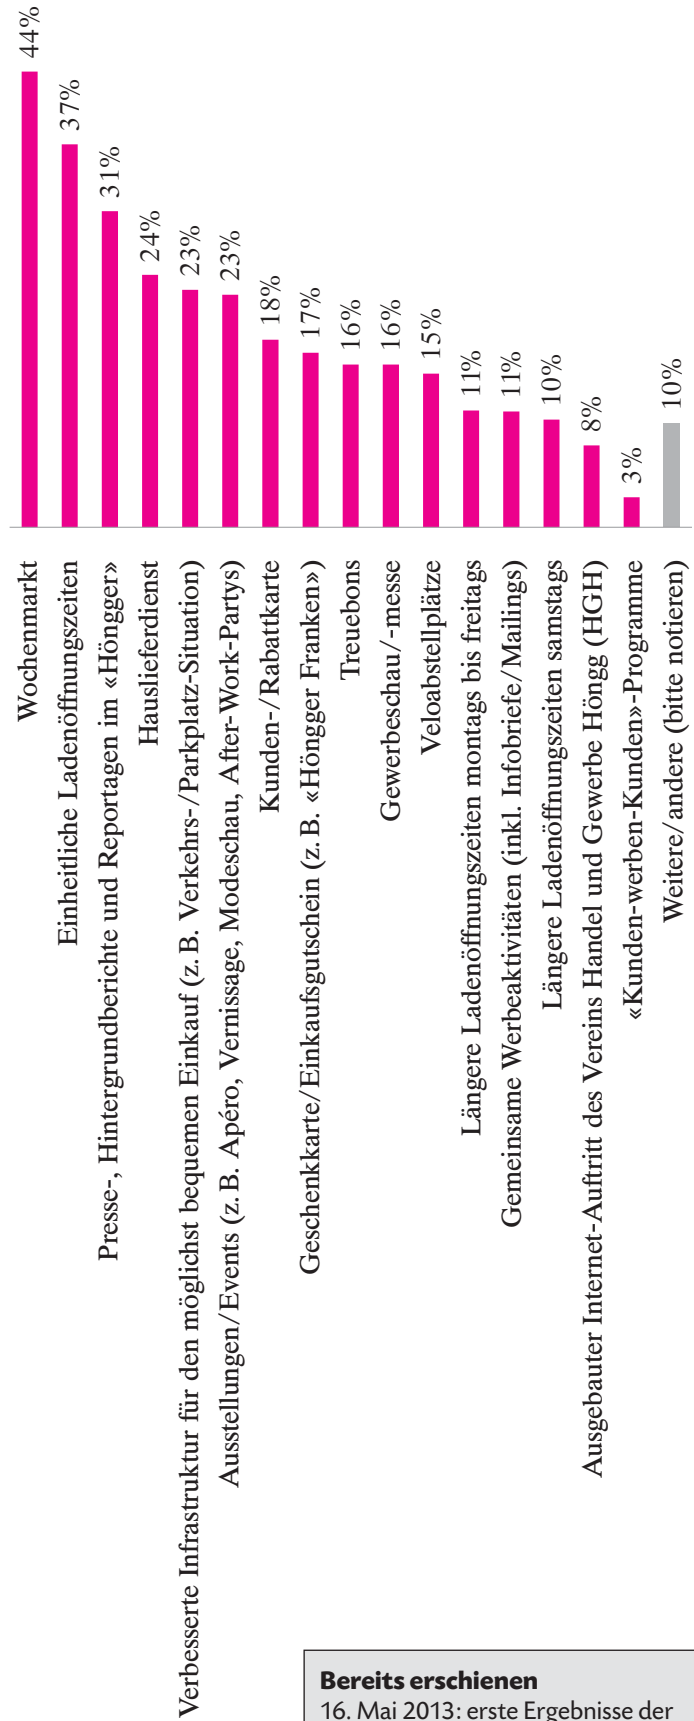 44%
37%
31%
24%
23%
23%
18%
17%
16%
16%
15%
11%
11%
10%
8%
3%
10%
Wochenmarkt
Einheitliche Ladenöffnungszeiten
Presse-, Hintergrundberichte und Reportagen im «Höngger»
Hauslieferdienst
Verbesserte Infrastruktur für den möglichst bequemen Einkauf (z. B. Verkehrs-/Parkplatz-Situation)
Ausstellungen/Events (z. B. Apéro, Vernissage, Modeschau, After-Work-Partys)
Kunden-/Rabattkarte
Geschenkkarte/Einkaufsgutschein (z. B. «Höngger Franken»)
Treuebons
Gewerbeschau/-messe
Veloabstellplätze
Längere Ladenöffnungszeiten montags bis freitags
Gemeinsame Werbeaktivitäten (inkl. Infobriefe/Mailings)
Längere Ladenöffnungszeiten samstags
Ausgebauter Internet-Auftritt des Vereins Handel und Gewerbe Höngg (HGH)
«Kunden-werben-Kunden»-Programme
Weitere/andere (bitte notieren)
Bereits erschienen
16. Mai 2013: erste Ergebnisse der